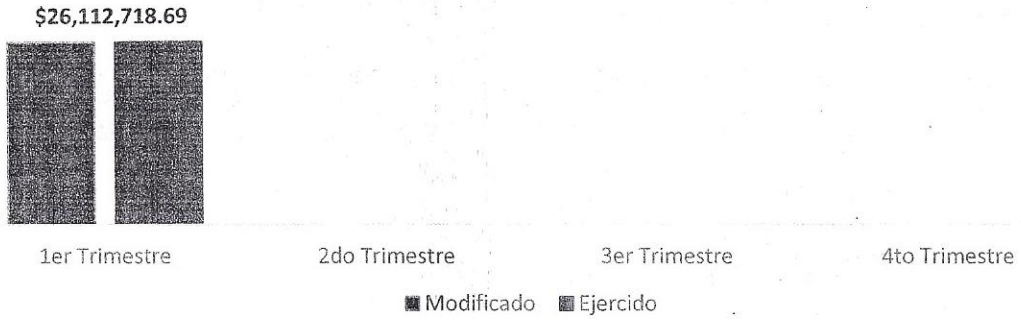 $26,112,718.69
1er Trimestre 2do Trimestre 3er Trimestre 4to Trimestre
Modificado Ejercido